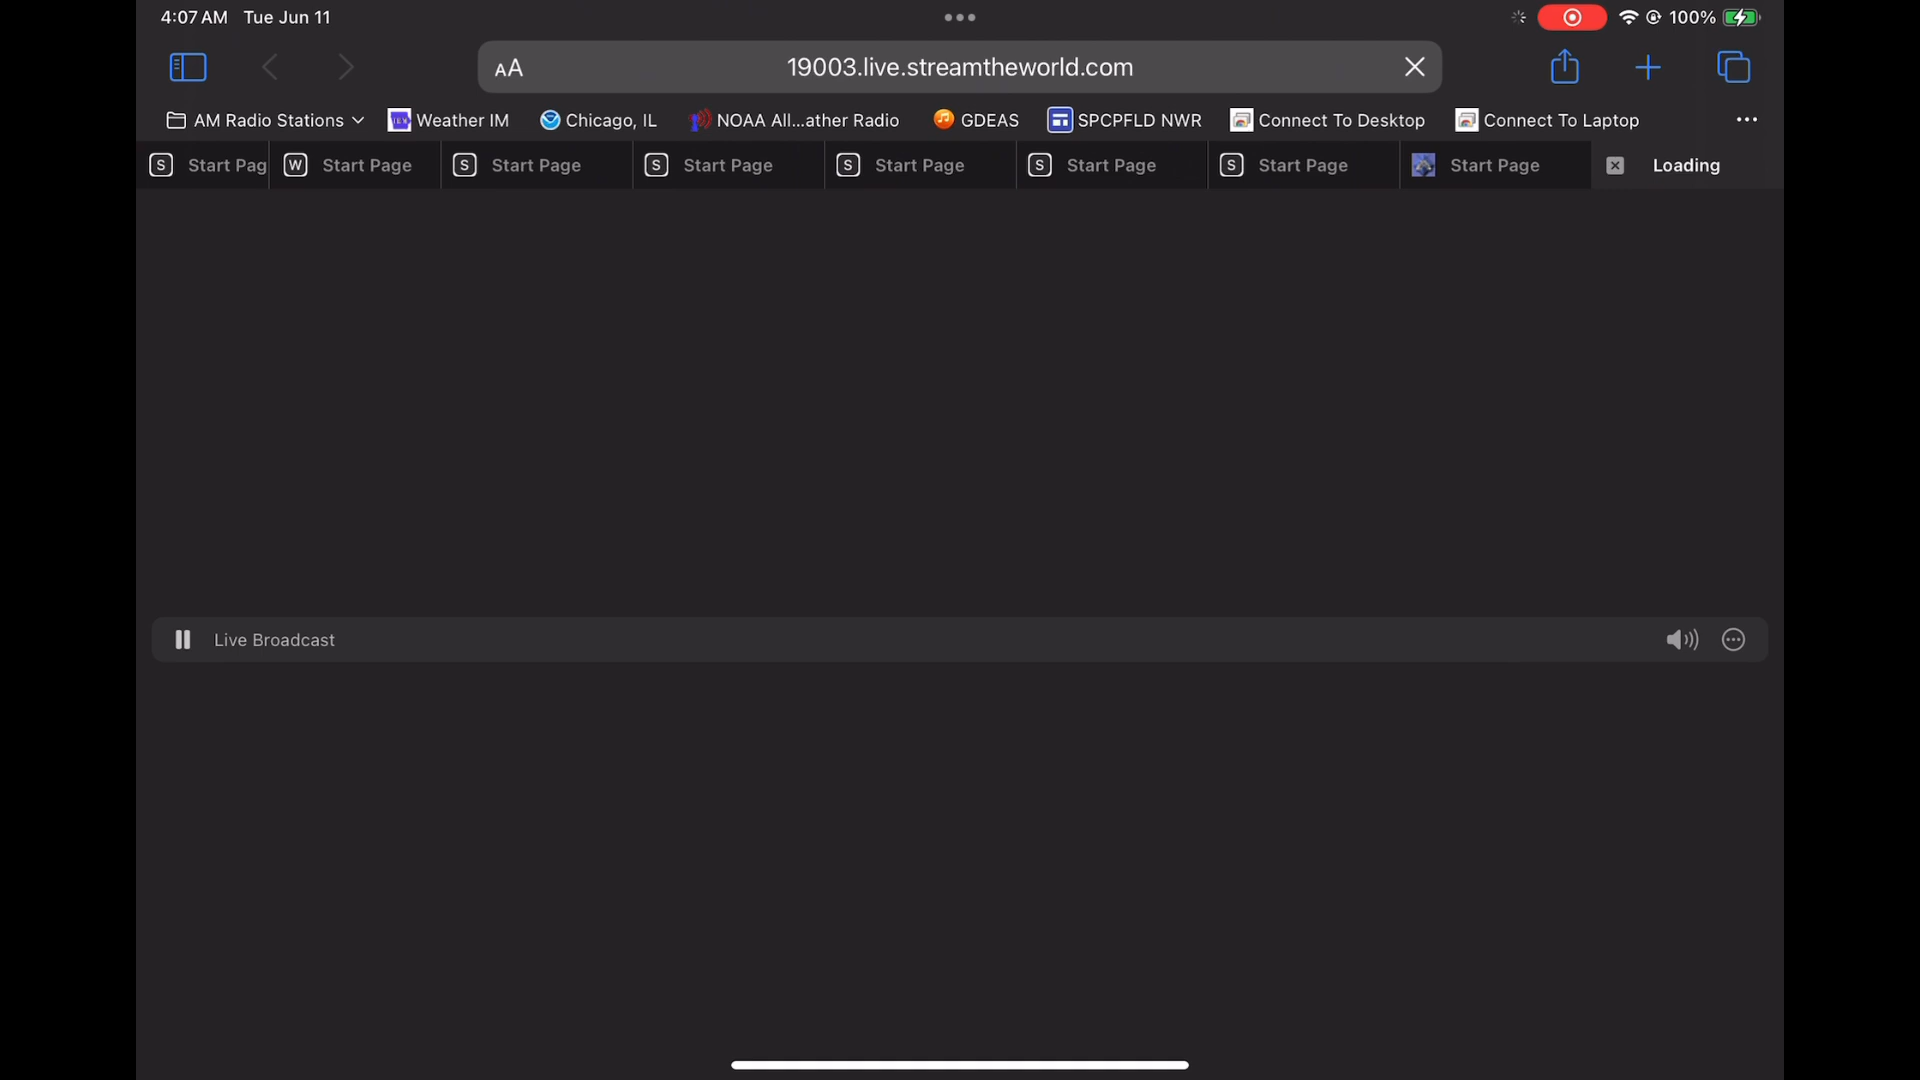 4:07 AM Tue Jun 11 100%
AA 19003.live.streamtheworld.com
AM Radio Stations Weather IM Chicago, IL NOAA All...ather Radio GDEAS SPCPFLD NWR Connect To Desktop Connect To Laptop
S Start Pag W Start Page S Start Page S Start Page S Start Page S Start Page S Start Page Start Page Loading
Live Broadcast